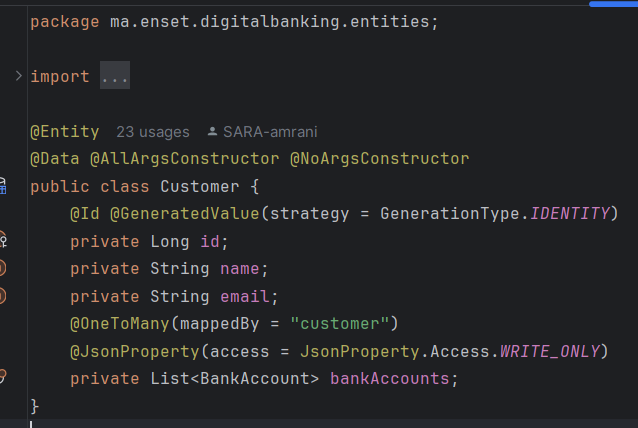 package ma.enset.digitalbanking.entities;
import ...
@Entity 23 usages SARA-amrani
@Data @AllArgsConstructor @NoArgsConstructor
public class Customer {
@Id @GeneratedValue(strategy = GenerationType.IDENTITY)
private Long id;
private String name;
private String email;
@OneToMany(mappedBy = "customer")
@JsonProperty(access = JsonProperty.Access.WRITE_ONLY)
private List<BankAccount> bankAccounts;
}